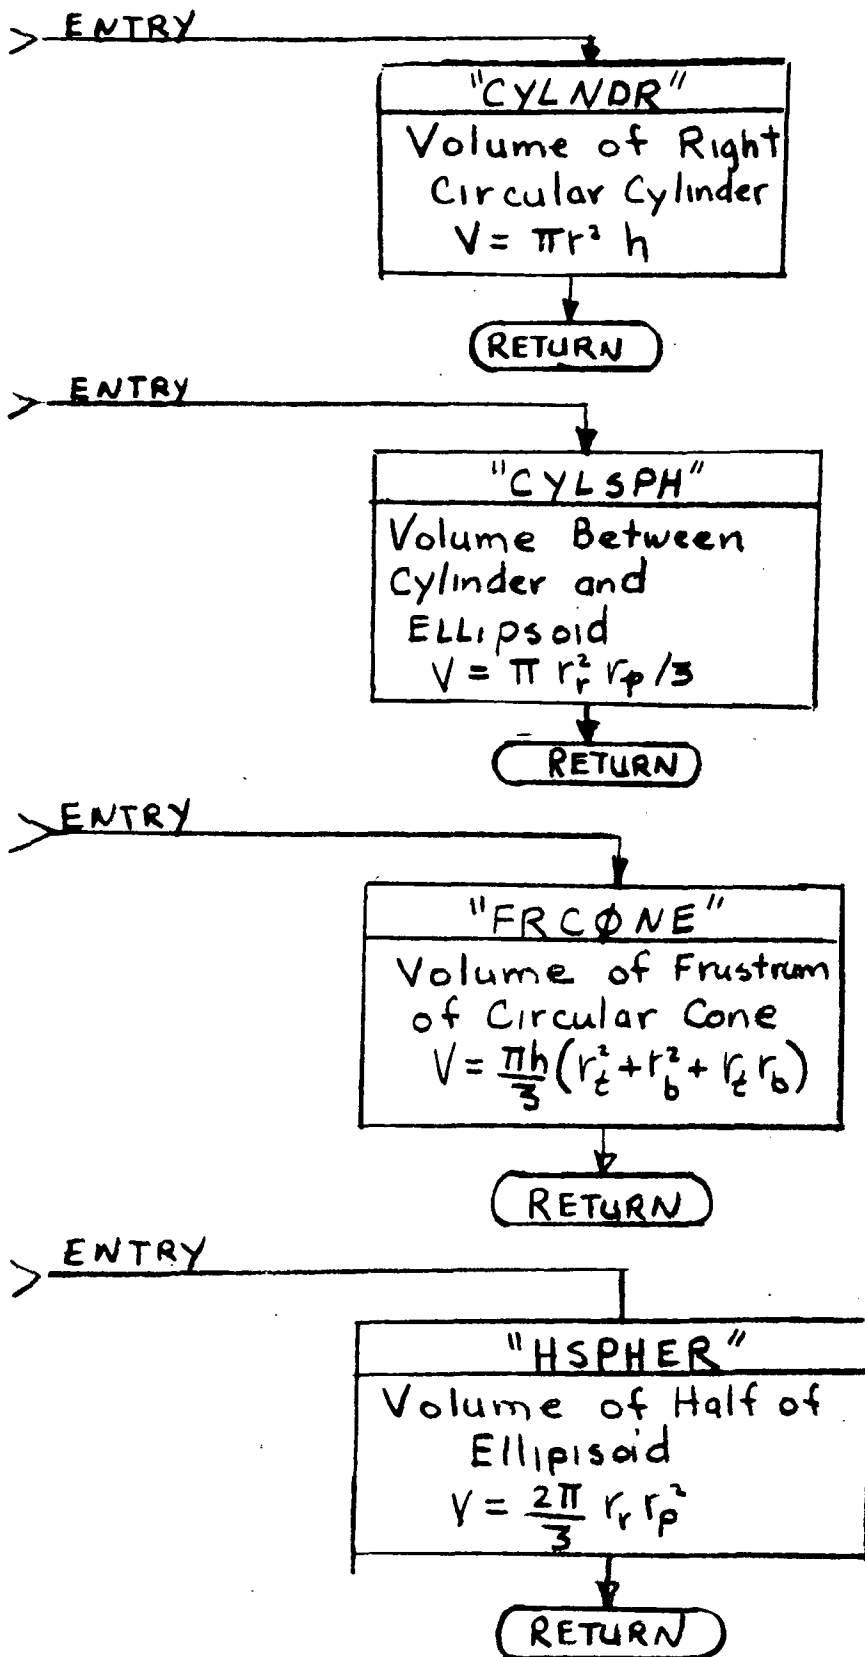 ENTRY
"CYLNDR"
Volume of Right
Circular Cylinder
V = πr² h
RETURN
ENTRY
"CYLSPH"
Volume Between
Cylinder and
ELLipsoid
V = π r_r² r_p /3
RETURN
ENTRY
"FRCØNE"
Volume of Frustrum
of Circular Cone
V = πh/3 (r_t² + r_b² + r_t r_b)
RETURN
ENTRY
"HSPHER"
Volume of Half of
Ellipisoid
V = 2π/3 r_r r_p²
RETURN